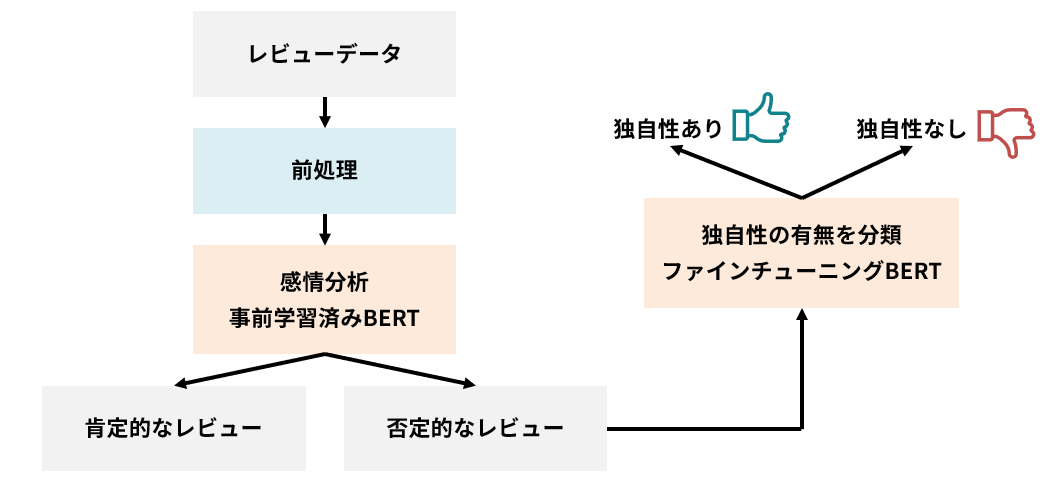 レビューデータ
前処理
感情分析
事前学習済みBERT
肯定的なレビュー
否定的なレビュー
独自性あり
独自性なし
独自性の有無を分類
ファインチューニングBERT